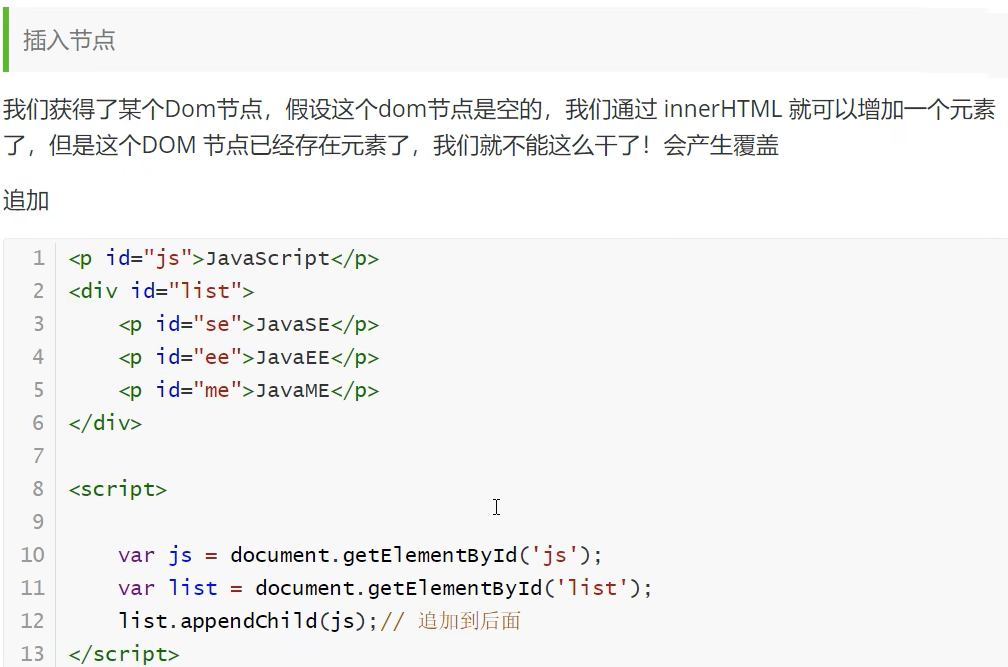 插入节点
我们获得了某个Dom节点，假设这个dom节点是空的，我们通过 innerHTML 就可以增加一个元素
了，但是这个DOM 节点已经存在元素了，我们就不能这么干了！会产生覆盖
追加
1 <p id="js">JavaScript</p>
2 <div id="list">
3     <p id="se">JavaSE</p>
4     <p id="ee">JavaEE</p>
5     <p id="me">JavaME</p>
6 </div>
7
8 <script>
9
10     var js = document.getElementById('js');
11     var list = document.getElementById('list');
12     list.appendChild(js);// 追加到后面
13 </script>